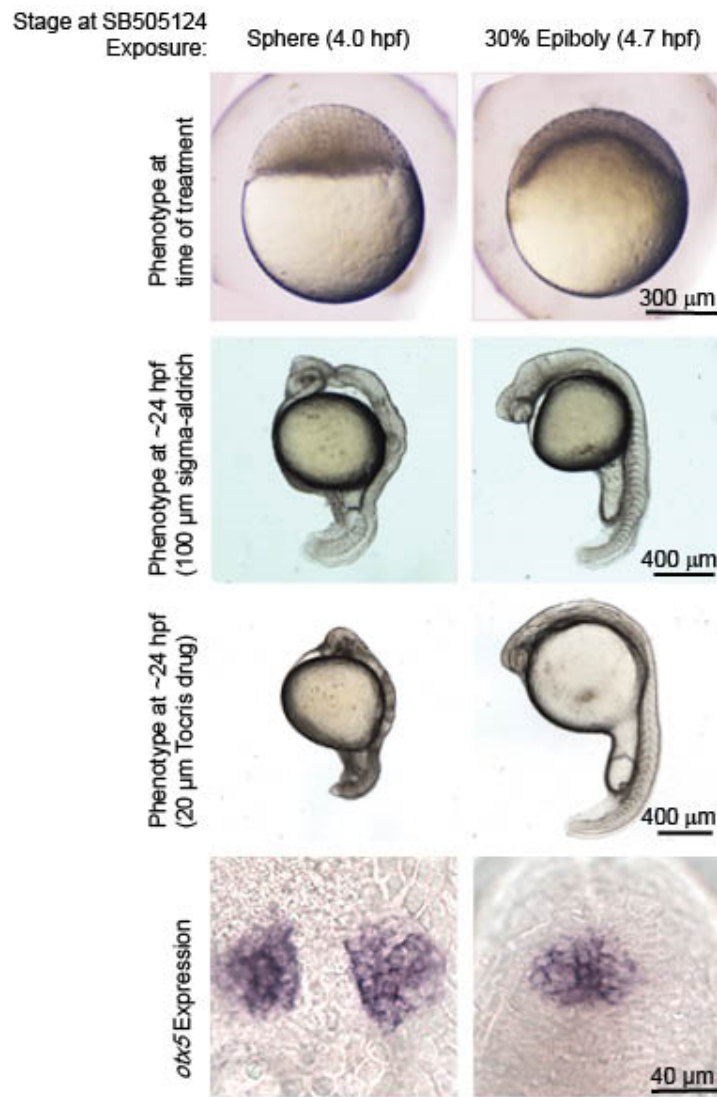 Stage at SB505124
Exposure:
Sphere (4.0 hpf)
30% Epiboly (4.7 hpf)
Phenotype at
time of treatment
300 μm
Phenotype at ~24 hpf
(100 μm sigma-aldrich
400 μm
Phenotype at ~24 hpf
(20 μm Tocris drug)
400 μm
otx5 Expression
40 μm